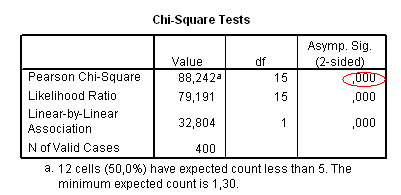 Chi-Square Tests
Value df Asymp. Sig. (2-sided)
Pearson Chi-Square 88,242a 15 ,000
Likelihood Ratio 79,191 15 ,000
Linear-by-Linear Association 32,804 1 ,000
N of Valid Cases 400
a. 12 cells (50,0%) have expected count less than 5. The
minimum expected count is 1,30.